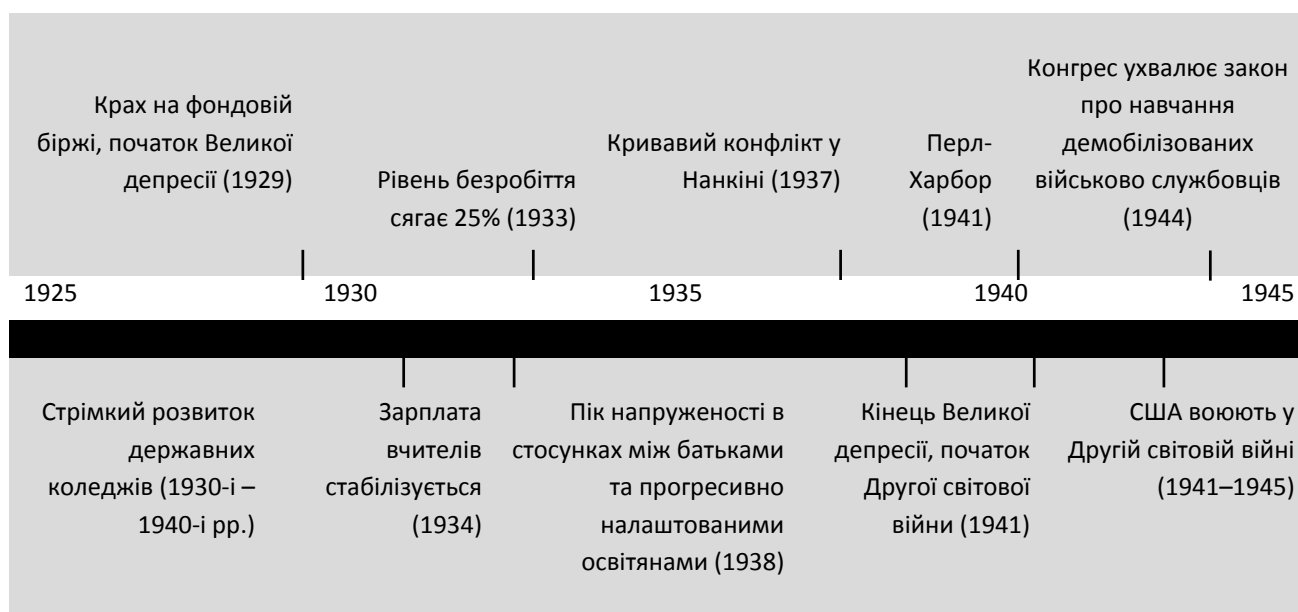 Крах на фондовій
біржі, початок Великої
депресії (1929)
Рівень безробіття
сягає 25% (1933)
Кривавий конфлікт у
Нанкіні (1937)
Перл-
Харбор
(1941)
Конгрес ухвалює закон
про навчання
демобілізованих
військово службовців
(1944)
1925
1930
1935
1940
1945
Стрімкий розвиток
державних
коледжів (1930-і –
1940-і рр.)
Зарплата
вчителів
стабілізується
(1934)
Пік напруженості в
стосунках між батьками
та прогресивно
налаштованими
освітянами (1938)
Кінець Великої
депресії, початок
Другої світової
війни (1941)
США воюють у
Другій світовій війні
(1941–1945)